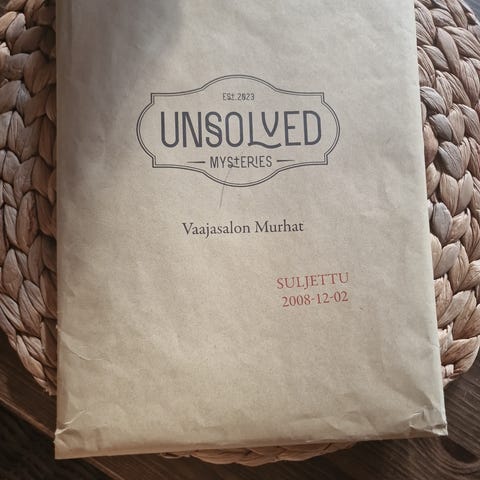 EST.2023
UNSOLVED
MYSTERIES
Vaajasalon Murhat
SULJETTU
2008-12-02